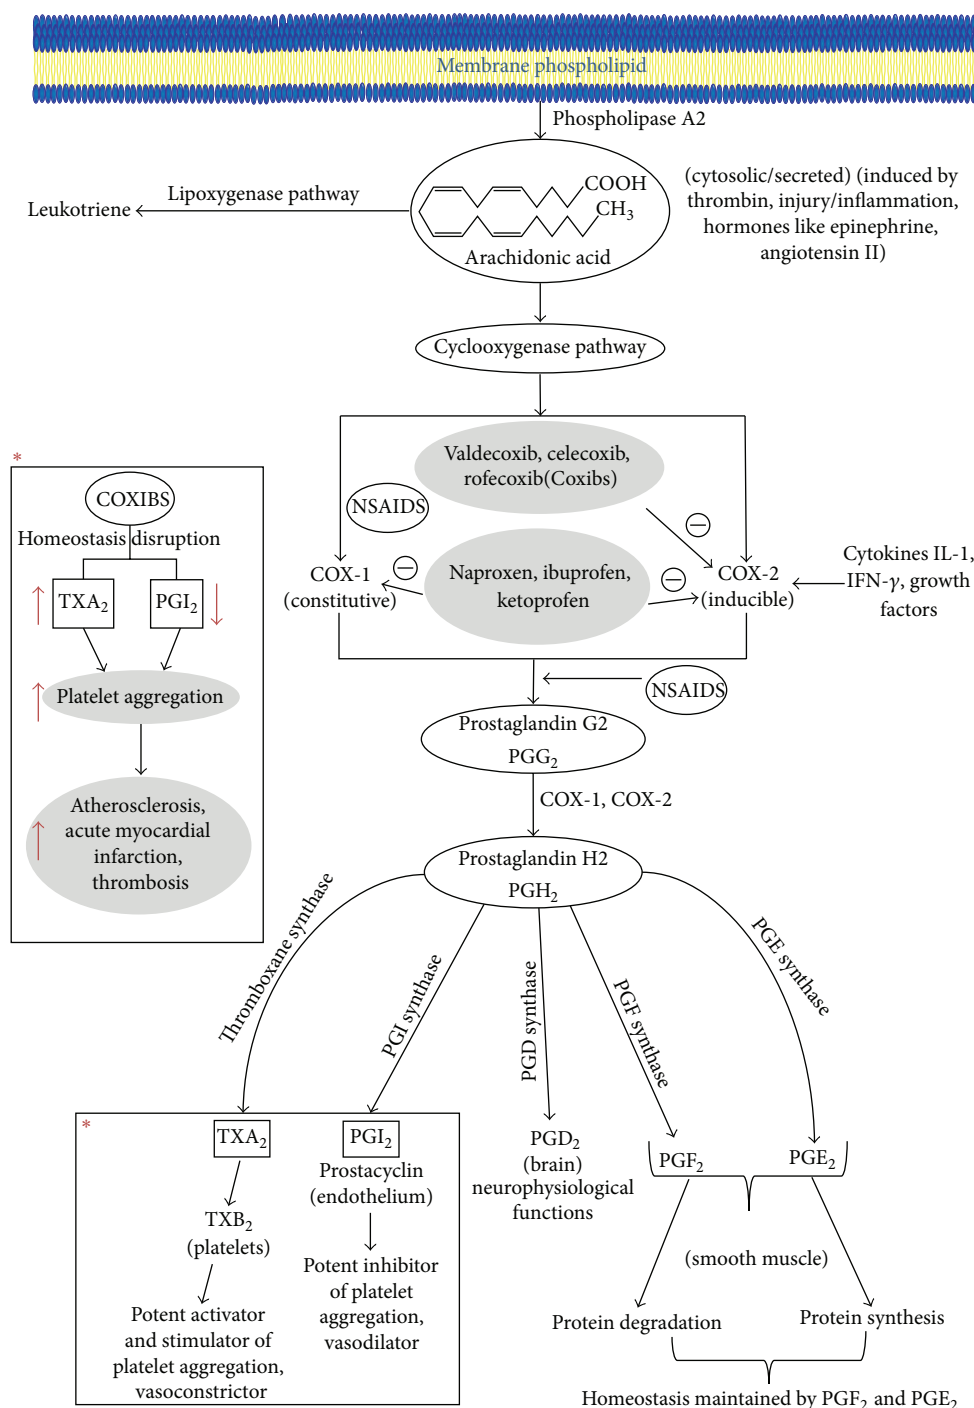 Membrane phospholipid
Phospholipase A2
Leukotriene
Lipoxygenase pathway
COOH
CH3
Arachidonic acid
(cytosolic/secreted) (induced by
thrombin, injury/inflammation,
hormones like epinephrine,
angiotensin II)
Cyclooxygenase pathway
*
COXIBS
Homeostasis disruption
TXA2
PGI2
Platelet aggregation
Atherosclerosis,
acute myocardial
infarction,
thrombosis
Valdecoxib, celecoxib,
rofecoxib(Coxibs)
NSAIDS
−
−
−
COX-1
(constitutive)
Naproxen, ibuprofen,
ketoprofen
COX-2
(inducible)
Cytokines IL-1,
IFN-γ, growth
factors
NSAIDS
Prostaglandin G2
PGG2
COX-1, COX-2
Prostaglandin H2
PGH2
Thromboxane synthase
PGI synthase
PGD synthase
PGF synthase
PGE synthase
*
TXA2
TXB2
(platelets)
Potent activator
and stimulator of
platelet aggregation,
vasoconstrictor
PGI2
Prostacyclin
(endothelium)
Potent inhibitor
of platelet
aggregation,
vasodilator
PGD2
(brain)
neurophysiological
functions
PGF2
PGE2
(smooth muscle)
Protein degradation
Protein synthesis
Homeostasis maintained by PGF2 and PGE2